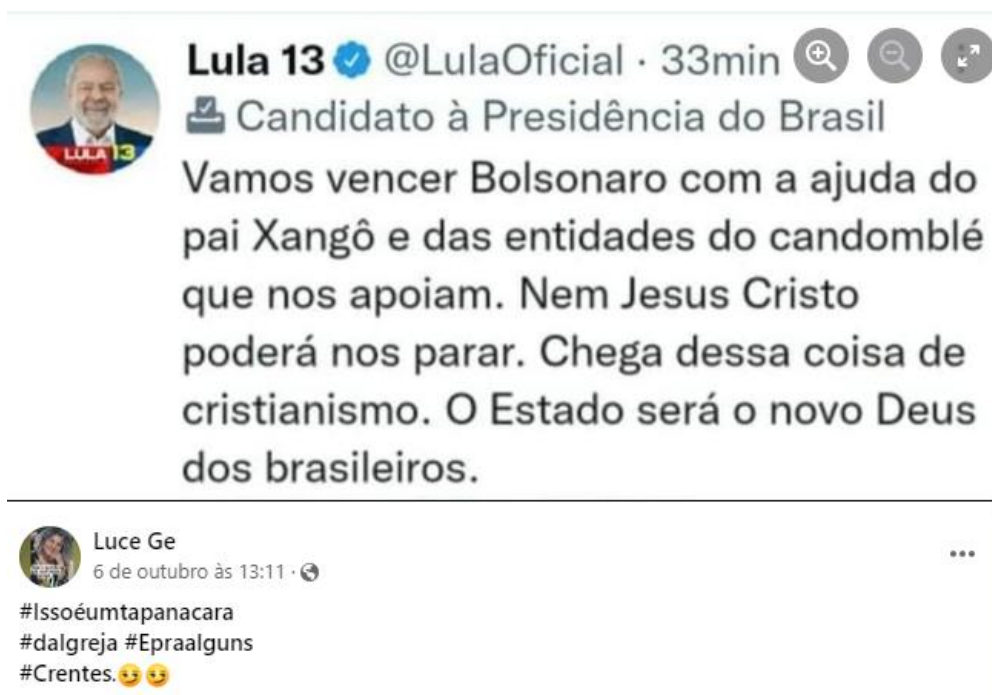 Lula 13 @LulaOficial · 33min
Candidato à Presidência do Brasil
LULA 13
Vamos vencer Bolsonaro com a ajuda do
pai Xangô e das entidades do candomblé
que nos apoiam. Nem Jesus Cristo
poderá nos parar. Chega dessa coisa de
cristianismo. O Estado será o novo Deus
dos brasileiros.
Luce Ge
6 de outubro às 13:11 ·
#Issoéumtapanacara
#daIgreja #Epraalguns
#Crentes.😏😏